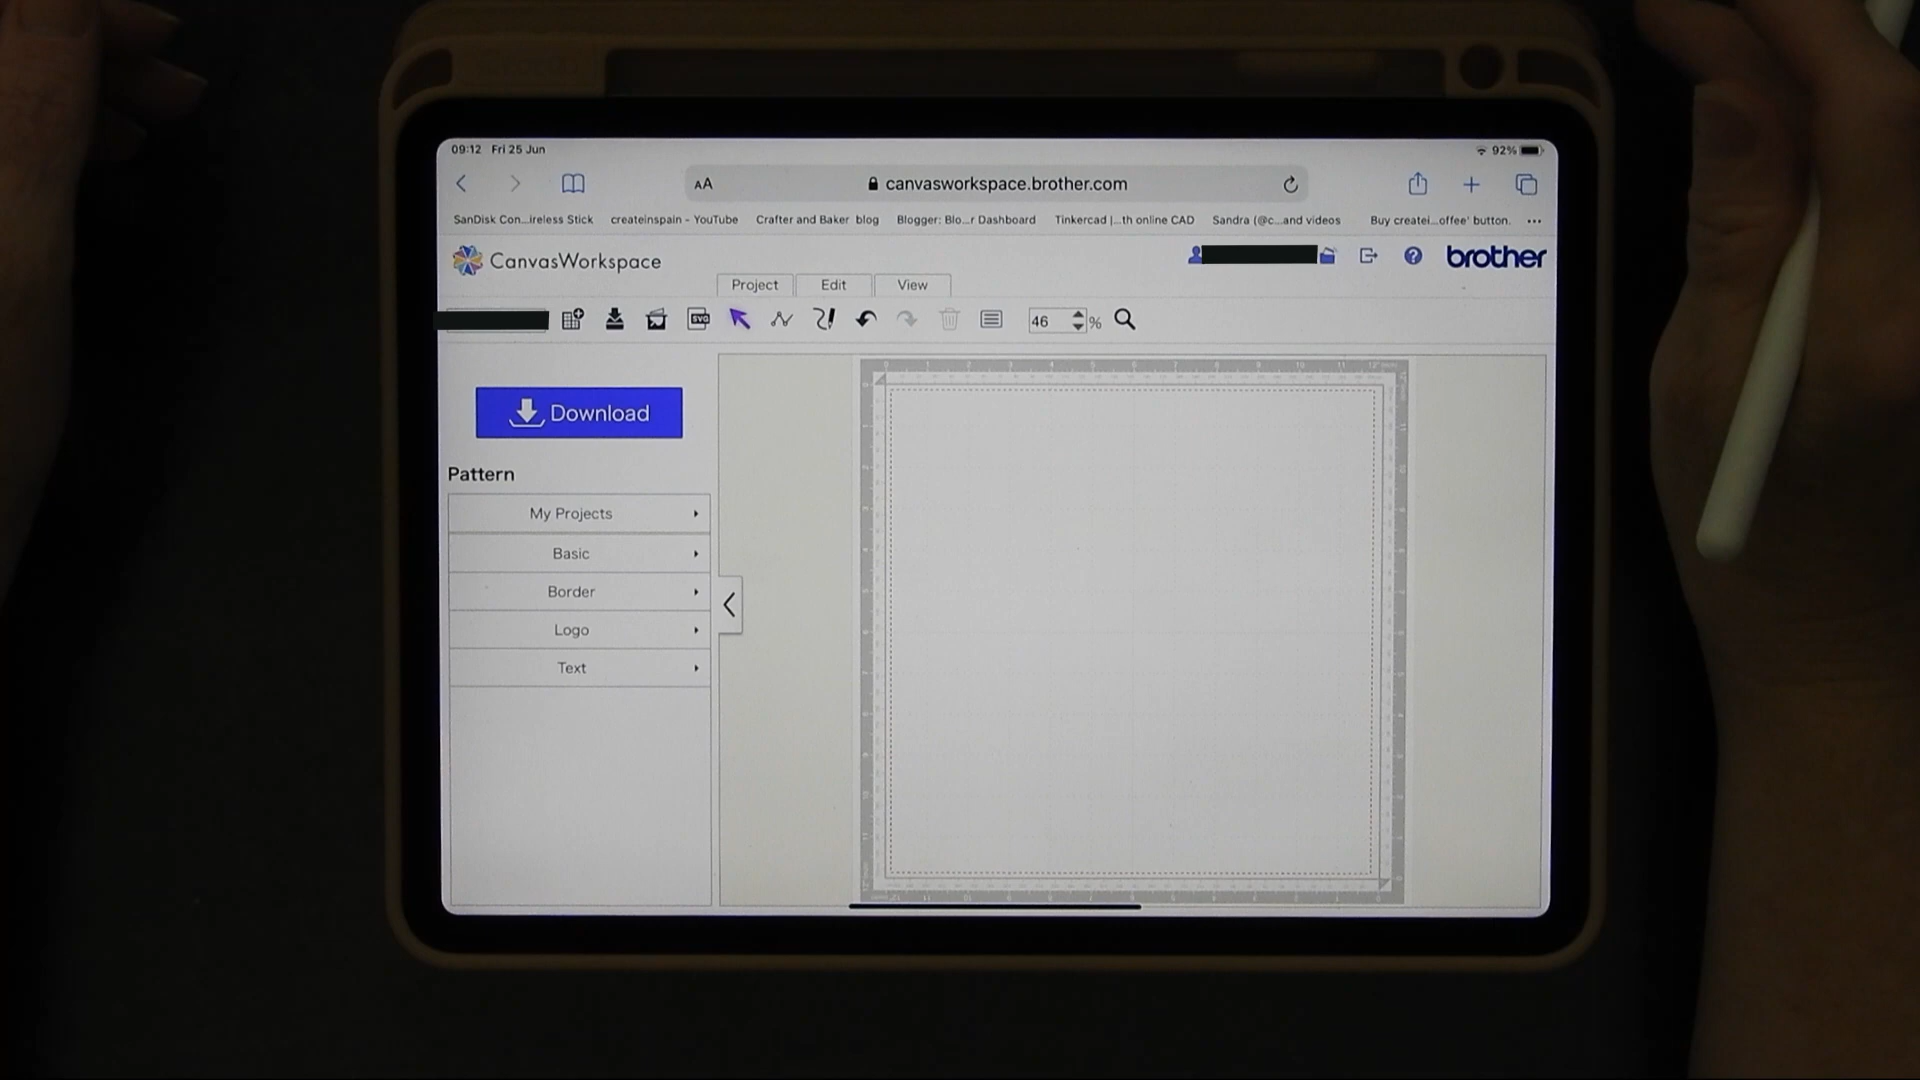 09:12 Fri 25 Jun
92%
AA
canvasworkspace.brother.com
SanDisk Con...ireless Stick createinspain - YouTube Crafter and Baker blog Blogger: Blo...r Dashboard Tinkercad |...th online CAD Sandra (@c...and videos Buy createi...offee' button. ...
CanvasWorkspace
brother
Project Edit View
SVG
46 %
Download
Pattern
My Projects
Basic
Border
Logo
Text